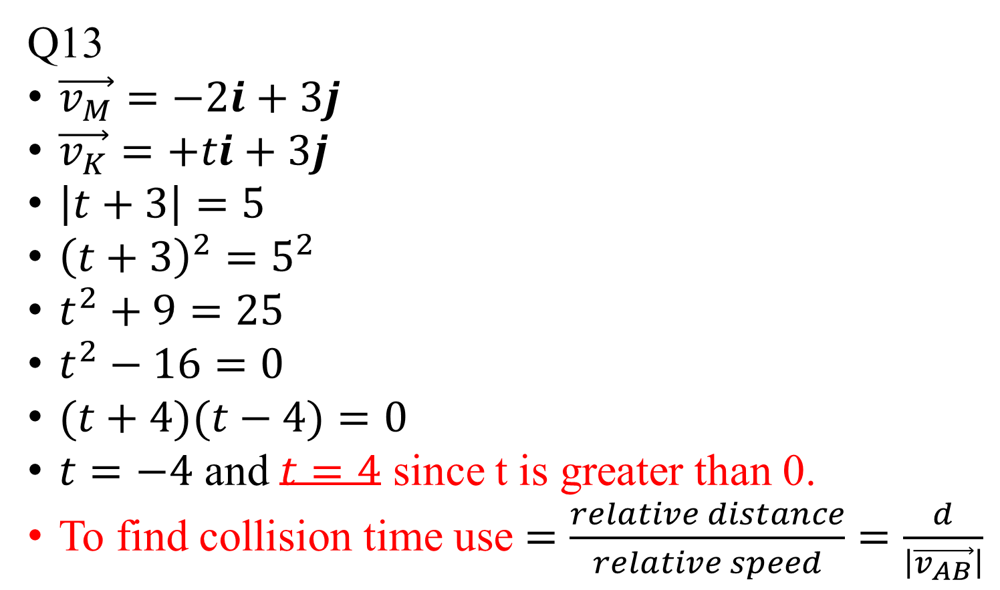 Q13
• $\overrightarrow{v_M} = -2\boldsymbol{i} + 3\boldsymbol{j}$
• $\overrightarrow{v_K} = +t\boldsymbol{i} + 3\boldsymbol{j}$
• $|t + 3| = 5$
• $(t + 3)^2 = 5^2$
• $t^2 + 9 = 25$
• $t^2 - 16 = 0$
• $(t + 4)(t - 4) = 0$
• $t = -4$ and $t = 4$ since t is greater than 0.
• To find collision time use $= \frac{relative\ distance}{relative\ speed} = \frac{d}{|\overrightarrow{v_{AB}}|}$